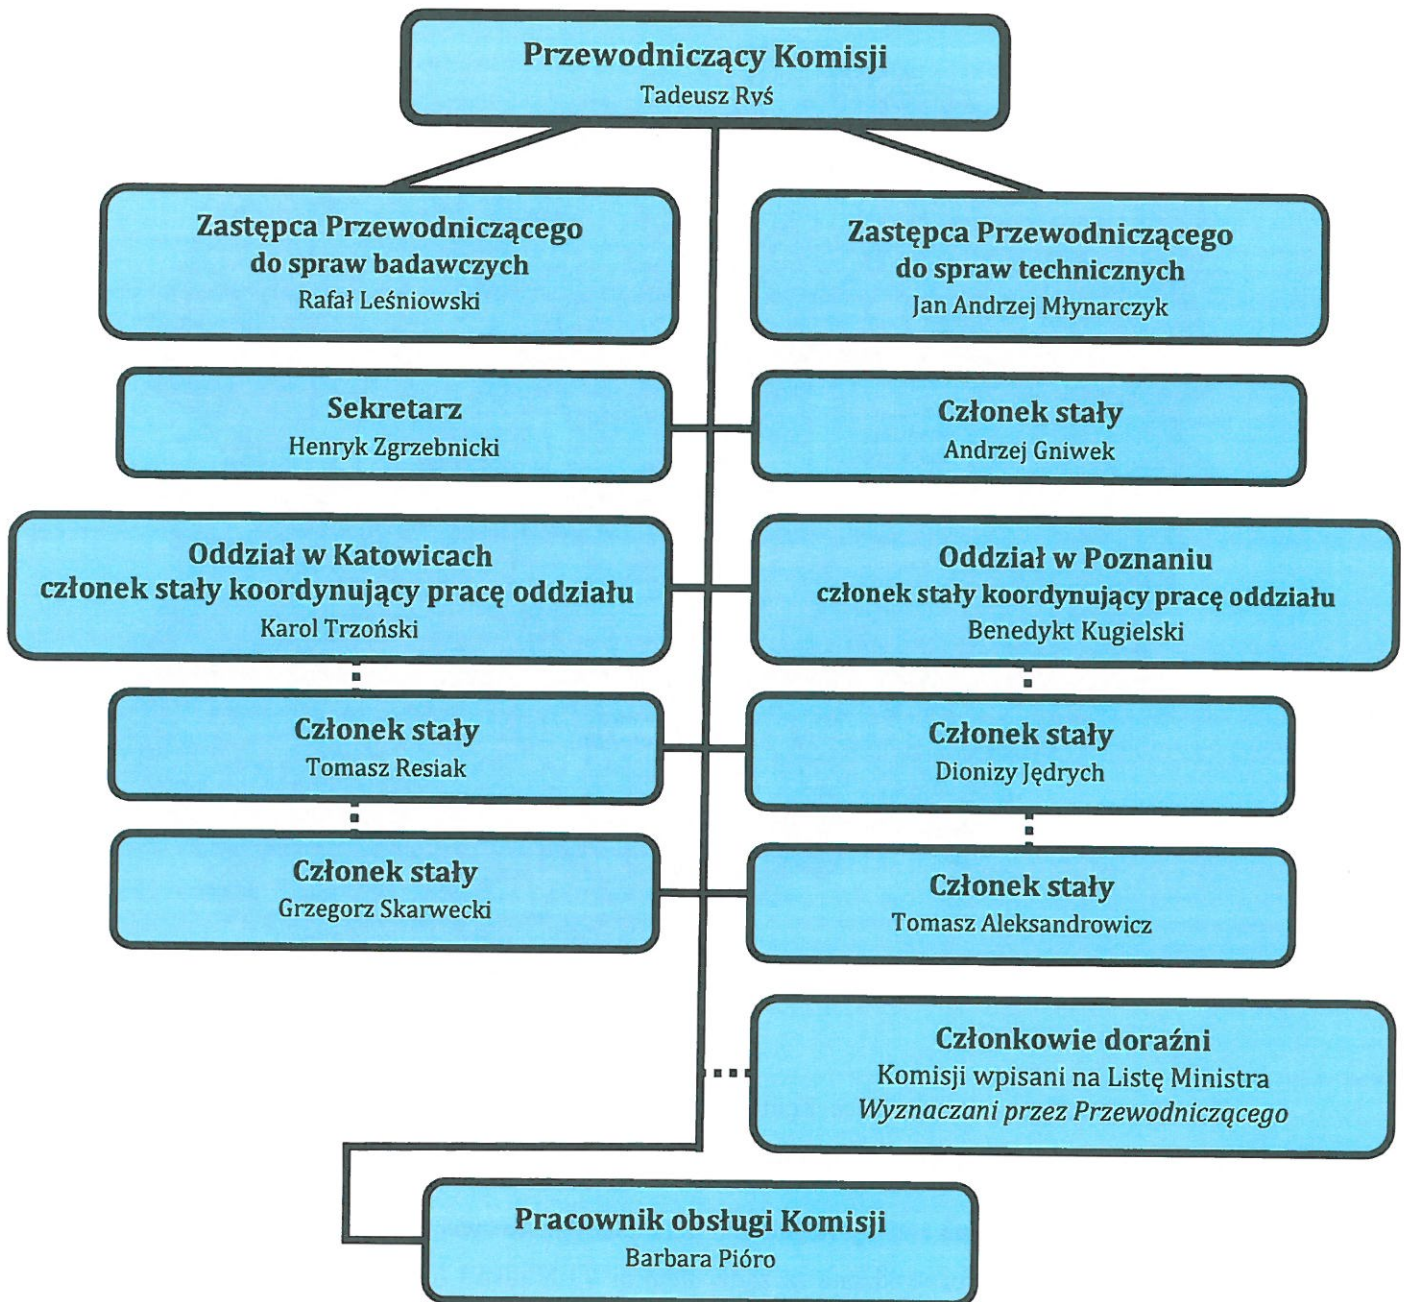 Przewodniczący Komisji
Tadeusz Ryś
Zastępca Przewodniczącego
do spraw badawczych
Rafał Leśniowski
Zastępca Przewodniczącego
do spraw technicznych
Jan Andrzej Młynarczyk
Sekretarz
Henryk Zgrzebnicki
Członek stały
Andrzej Gniwek
Oddział w Katowicach
członek stały koordynujący pracę oddziału
Karol Trzoński
Oddział w Poznaniu
członek stały koordynujący pracę oddziału
Benedykt Kugielski
Członek stały
Tomasz Resiak
Członek stały
Dionizy Jędrych
Członek stały
Grzegorz Skarwecki
Członek stały
Tomasz Aleksandrowicz
Członkowie doraźni
Komisji wpisani na Listę Ministra
Wyznaczani przez Przewodniczącego
Pracownik obsługi Komisji
Barbara Pióro